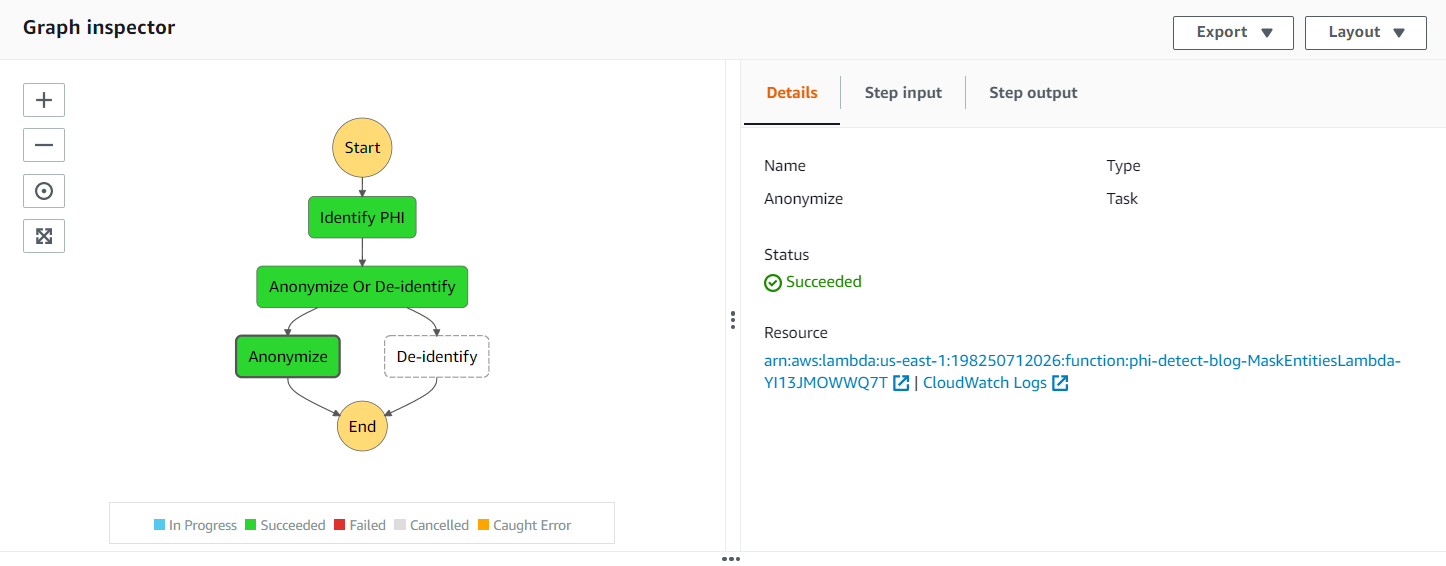 Graph inspector
Export
Layout
Start
Identify PHI
Anonymize Or De-identify
Anonymize
De-identify
End
In Progress Succeeded Failed Cancelled Caught Error
Details Step input Step output
Name Type
Anonymize Task
Status
Succeeded
Resource
arn:aws:lambda:us-east-1:198250712026:function:phi-detect-blog-MaskEntitiesLambda-
YI13JMOWWQ7T | CloudWatch Logs